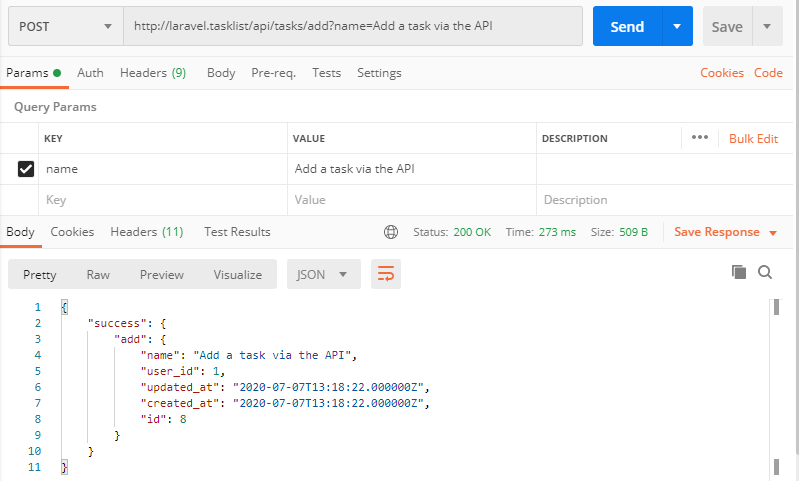 POST http://laravel.tasklist/api/tasks/add?name=Add a task via the API Send Save
Params Auth Headers (9) Body Pre-req. Tests Settings Cookies Code
Query Params
KEY VALUE DESCRIPTION ••• Bulk Edit
name Add a task via the API
Key Value Description
Body Cookies Headers (11) Test Results Status: 200 OK Time: 273 ms Size: 509 B Save Response
Pretty Raw Preview Visualize JSON
1 {
2 "success": {
3 "add": {
4 "name": "Add a task via the API",
5 "user_id": 1,
6 "updated_at": "2020-07-07T13:18:22.000000Z",
7 "created_at": "2020-07-07T13:18:22.000000Z",
8 "id": 8
9 }
10 }
11 }